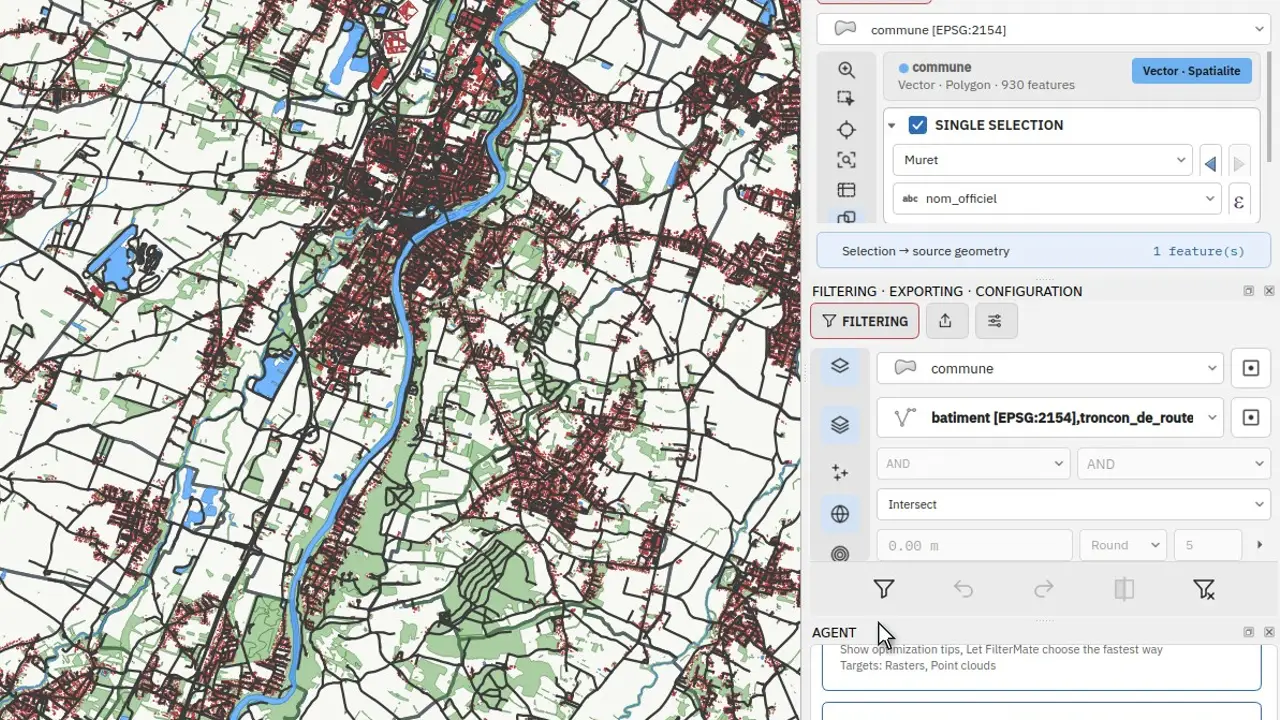 commune [EPSG:2154]
commune
Vector · Polygon · 930 features
Vector · Spatialite
SINGLE SELECTION
Muret
abc nom_officiel
ε
Selection → source geometry
1 feature(s)
FILTERING · EXPORTING · CONFIGURATION
FILTERING
commune
batiment [EPSG:2154],troncon_de_route
AND
AND
Intersect
0.00 m
Round
5
AGENT
Show optimization tips, Let FilterMate choose the fastest way
Targets: Rasters, Point clouds